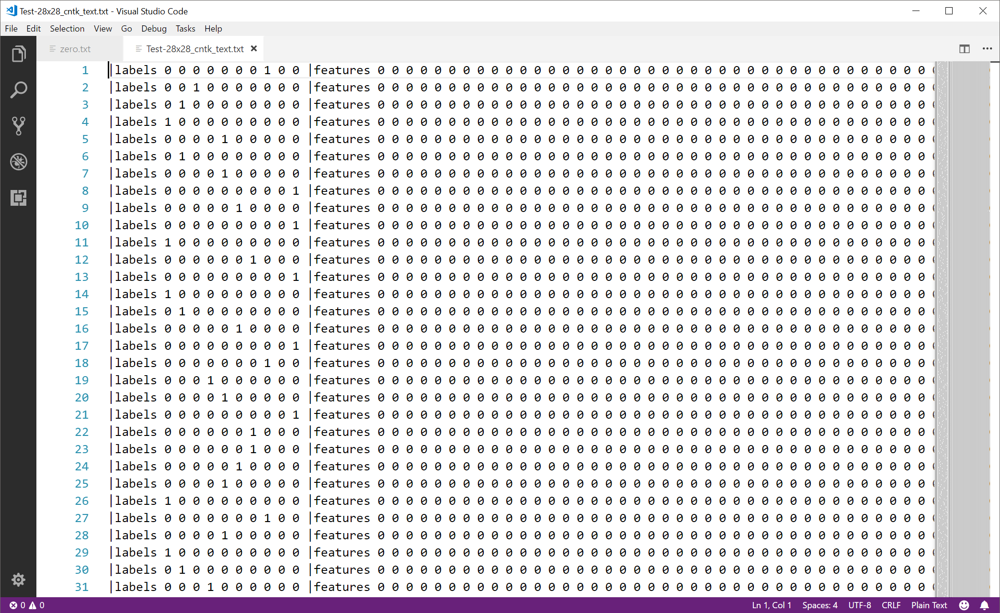 Test-28x28_cntk_text.txt - Visual Studio Code
File Edit Selection View Go Debug Tasks Help
zero.txt Test-28x28_cntk_text.txt
1 |labels 0 0 0 0 0 0 0 1 0 0 |features 0 0 0 0 0 0 0 0 0 0 0 0 0 0 0 0 0 0 0 0 0 0 0 0 0 0 0 0 0 0 0 0 0 0 0 0 0 0 0
2 |labels 0 0 1 0 0 0 0 0 0 0 |features 0 0 0 0 0 0 0 0 0 0 0 0 0 0 0 0 0 0 0 0 0 0 0 0 0 0 0 0 0 0 0 0 0 0 0 0 0 0 0
3 |labels 0 1 0 0 0 0 0 0 0 0 |features 0 0 0 0 0 0 0 0 0 0 0 0 0 0 0 0 0 0 0 0 0 0 0 0 0 0 0 0 0 0 0 0 0 0 0 0 0 0 0
4 |labels 1 0 0 0 0 0 0 0 0 0 |features 0 0 0 0 0 0 0 0 0 0 0 0 0 0 0 0 0 0 0 0 0 0 0 0 0 0 0 0 0 0 0 0 0 0 0 0 0 0 0
5 |labels 0 0 0 0 1 0 0 0 0 0 |features 0 0 0 0 0 0 0 0 0 0 0 0 0 0 0 0 0 0 0 0 0 0 0 0 0 0 0 0 0 0 0 0 0 0 0 0 0 0 0
6 |labels 0 1 0 0 0 0 0 0 0 0 |features 0 0 0 0 0 0 0 0 0 0 0 0 0 0 0 0 0 0 0 0 0 0 0 0 0 0 0 0 0 0 0 0 0 0 0 0 0 0 0
7 |labels 0 0 0 0 1 0 0 0 0 0 |features 0 0 0 0 0 0 0 0 0 0 0 0 0 0 0 0 0 0 0 0 0 0 0 0 0 0 0 0 0 0 0 0 0 0 0 0 0 0 0
8 |labels 0 0 0 0 0 0 0 0 0 1 |features 0 0 0 0 0 0 0 0 0 0 0 0 0 0 0 0 0 0 0 0 0 0 0 0 0 0 0 0 0 0 0 0 0 0 0 0 0 0 0
9 |labels 0 0 0 0 0 1 0 0 0 0 |features 0 0 0 0 0 0 0 0 0 0 0 0 0 0 0 0 0 0 0 0 0 0 0 0 0 0 0 0 0 0 0 0 0 0 0 0 0 0 0
10 |labels 0 0 0 0 0 0 0 0 0 1 |features 0 0 0 0 0 0 0 0 0 0 0 0 0 0 0 0 0 0 0 0 0 0 0 0 0 0 0 0 0 0 0 0 0 0 0 0 0 0 0
11 |labels 1 0 0 0 0 0 0 0 0 0 |features 0 0 0 0 0 0 0 0 0 0 0 0 0 0 0 0 0 0 0 0 0 0 0 0 0 0 0 0 0 0 0 0 0 0 0 0 0 0 0
12 |labels 0 0 0 0 0 0 1 0 0 0 |features 0 0 0 0 0 0 0 0 0 0 0 0 0 0 0 0 0 0 0 0 0 0 0 0 0 0 0 0 0 0 0 0 0 0 0 0 0 0 0
13 |labels 0 0 0 0 0 0 0 0 0 1 |features 0 0 0 0 0 0 0 0 0 0 0 0 0 0 0 0 0 0 0 0 0 0 0 0 0 0 0 0 0 0 0 0 0 0 0 0 0 0 0
14 |labels 1 0 0 0 0 0 0 0 0 0 |features 0 0 0 0 0 0 0 0 0 0 0 0 0 0 0 0 0 0 0 0 0 0 0 0 0 0 0 0 0 0 0 0 0 0 0 0 0 0 0
15 |labels 0 1 0 0 0 0 0 0 0 0 |features 0 0 0 0 0 0 0 0 0 0 0 0 0 0 0 0 0 0 0 0 0 0 0 0 0 0 0 0 0 0 0 0 0 0 0 0 0 0 0
16 |labels 0 0 0 0 0 1 0 0 0 0 |features 0 0 0 0 0 0 0 0 0 0 0 0 0 0 0 0 0 0 0 0 0 0 0 0 0 0 0 0 0 0 0 0 0 0 0 0 0 0 0
17 |labels 0 0 0 0 0 0 0 0 0 1 |features 0 0 0 0 0 0 0 0 0 0 0 0 0 0 0 0 0 0 0 0 0 0 0 0 0 0 0 0 0 0 0 0 0 0 0 0 0 0 0
18 |labels 0 0 0 0 0 0 0 1 0 0 |features 0 0 0 0 0 0 0 0 0 0 0 0 0 0 0 0 0 0 0 0 0 0 0 0 0 0 0 0 0 0 0 0 0 0 0 0 0 0 0
19 |labels 0 0 0 1 0 0 0 0 0 0 |features 0 0 0 0 0 0 0 0 0 0 0 0 0 0 0 0 0 0 0 0 0 0 0 0 0 0 0 0 0 0 0 0 0 0 0 0 0 0 0
20 |labels 0 0 0 0 1 0 0 0 0 0 |features 0 0 0 0 0 0 0 0 0 0 0 0 0 0 0 0 0 0 0 0 0 0 0 0 0 0 0 0 0 0 0 0 0 0 0 0 0 0 0
21 |labels 0 0 0 0 0 0 0 0 0 1 |features 0 0 0 0 0 0 0 0 0 0 0 0 0 0 0 0 0 0 0 0 0 0 0 0 0 0 0 0 0 0 0 0 0 0 0 0 0 0 0
22 |labels 0 0 0 0 0 0 1 0 0 0 |features 0 0 0 0 0 0 0 0 0 0 0 0 0 0 0 0 0 0 0 0 0 0 0 0 0 0 0 0 0 0 0 0 0 0 0 0 0 0 0
23 |labels 0 0 0 0 0 0 1 0 0 0 |features 0 0 0 0 0 0 0 0 0 0 0 0 0 0 0 0 0 0 0 0 0 0 0 0 0 0 0 0 0 0 0 0 0 0 0 0 0 0 0
24 |labels 0 0 0 0 0 1 0 0 0 0 |features 0 0 0 0 0 0 0 0 0 0 0 0 0 0 0 0 0 0 0 0 0 0 0 0 0 0 0 0 0 0 0 0 0 0 0 0 0 0 0
25 |labels 0 0 0 0 1 0 0 0 0 0 |features 0 0 0 0 0 0 0 0 0 0 0 0 0 0 0 0 0 0 0 0 0 0 0 0 0 0 0 0 0 0 0 0 0 0 0 0 0 0 0
26 |labels 1 0 0 0 0 0 0 0 0 0 |features 0 0 0 0 0 0 0 0 0 0 0 0 0 0 0 0 0 0 0 0 0 0 0 0 0 0 0 0 0 0 0 0 0 0 0 0 0 0 0
27 |labels 0 0 0 0 0 0 0 1 0 0 |features 0 0 0 0 0 0 0 0 0 0 0 0 0 0 0 0 0 0 0 0 0 0 0 0 0 0 0 0 0 0 0 0 0 0 0 0 0 0 0
28 |labels 0 0 0 0 1 0 0 0 0 0 |features 0 0 0 0 0 0 0 0 0 0 0 0 0 0 0 0 0 0 0 0 0 0 0 0 0 0 0 0 0 0 0 0 0 0 0 0 0 0 0
29 |labels 1 0 0 0 0 0 0 0 0 0 |features 0 0 0 0 0 0 0 0 0 0 0 0 0 0 0 0 0 0 0 0 0 0 0 0 0 0 0 0 0 0 0 0 0 0 0 0 0 0 0
30 |labels 0 1 0 0 0 0 0 0 0 0 |features 0 0 0 0 0 0 0 0 0 0 0 0 0 0 0 0 0 0 0 0 0 0 0 0 0 0 0 0 0 0 0 0 0 0 0 0 0 0 0
31 |labels 0 0 0 1 0 0 0 0 0 0 |features 0 0 0 0 0 0 0 0 0 0 0 0 0 0 0 0 0 0 0 0 0 0 0 0 0 0 0 0 0 0 0 0 0 0 0 0 0 0 0
0 0 Ln 1, Col 1 Spaces: 4 UTF-8 CRLF Plain Text